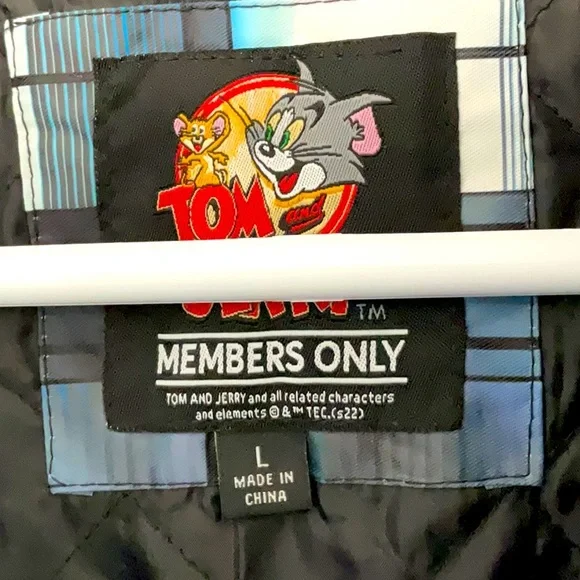 TOM
and
TM
MEMBERS ONLY
TOM AND JERRY and all related characters
and elements © & ™ TEC.(s22)
L
MADE IN
CHINA